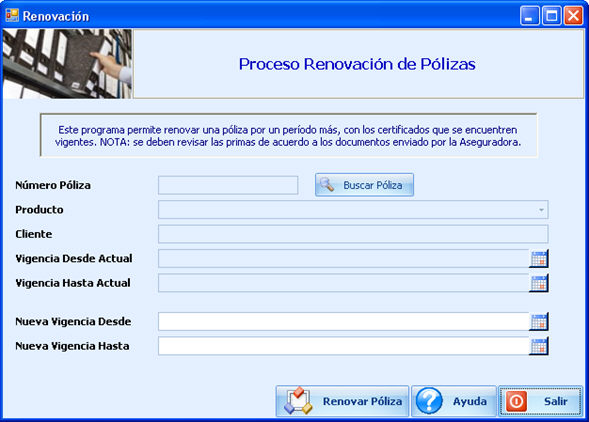 Renovación
Proceso Renovación de Pólizas
Este programa permite renovar una póliza por un período más, con los certificados que se encuentren
vigentes. NOTA: se deben revisar las primas de acuerdo a los documentos enviado por la Aseguradora.
Número Póliza
Buscar Póliza
Producto
Cliente
Vigencia Desde Actual
Vigencia Hasta Actual
Nueva Vigencia Desde
Nueva Vigencia Hasta
Renovar Póliza
Ayuda
Salir